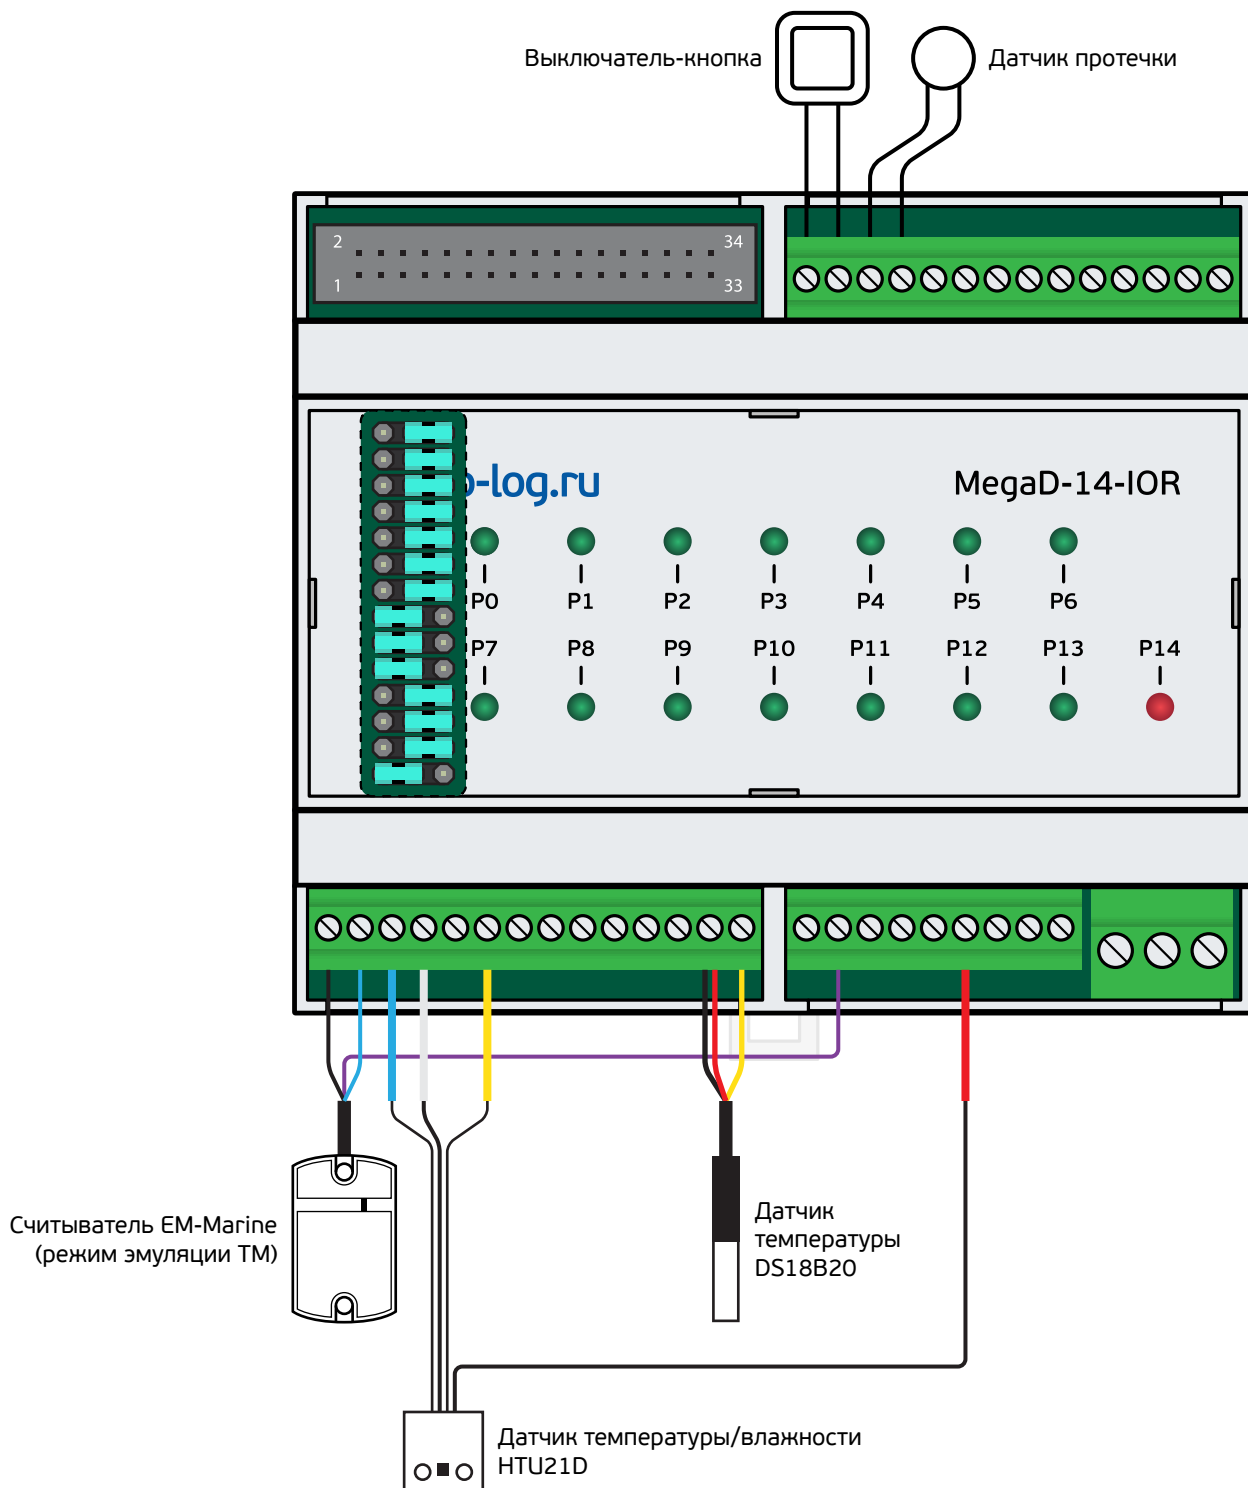 Выключатель-кнопка
Датчик протечки
2
34
1
33
-log.ru
MegaD-14-IOR
P0 P1 P2 P3 P4 P5 P6
P7 P8 P9 P10 P11 P12 P13 P14
Считыватель EM-Marine
(режим эмуляции ТМ)
Датчик
температуры
DS18B20
Датчик температуры/влажности
HTU21D